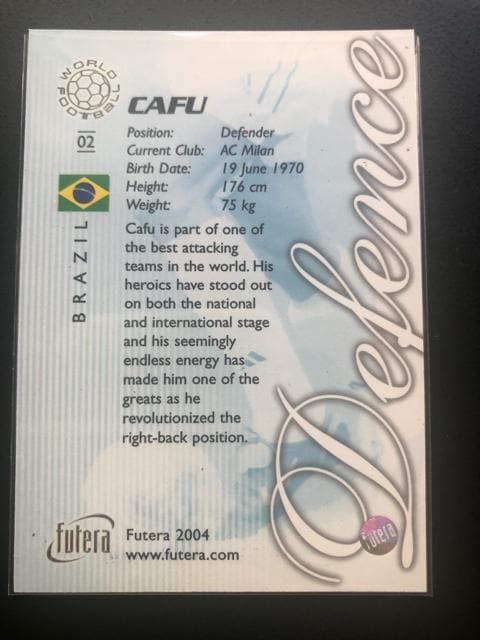 WORLD FOOTBALL
CAFU
02
Position: Defender
Current Club: AC Milan
Birth Date: 19 June 1970
Height: 176 cm
Weight: 75 kg
BRAZIL
Cafu is part of one of
the best attacking
teams in the world. His
heroics have stood out
on both the national
and international stage
and his seemingly
endless energy has
made him one of the
greats as he
revolutionized the
right-back position.
Defence
futera
Futera 2004
www.futera.com
futera